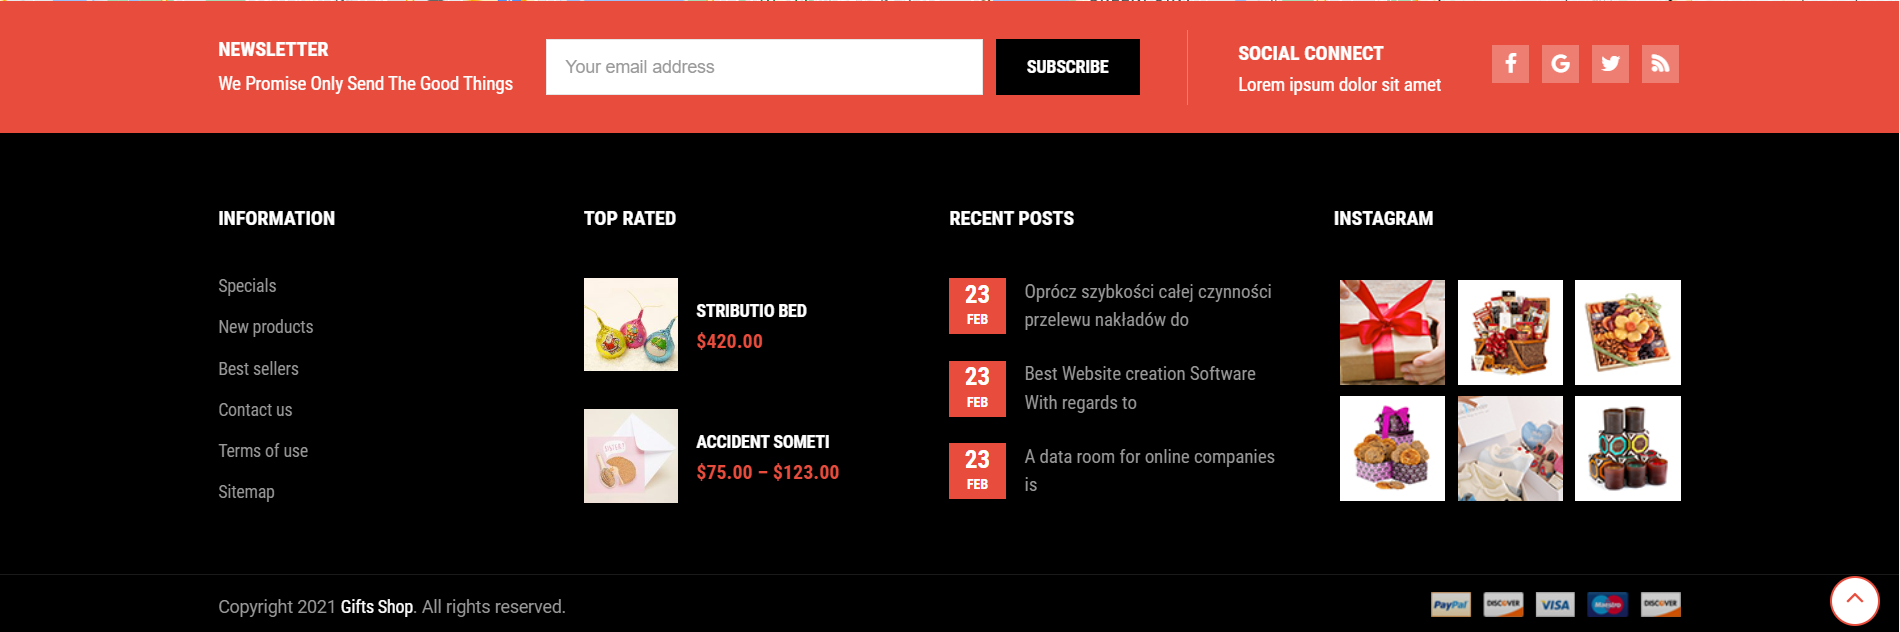 NEWSLETTER
We Promise Only Send The Good Things
Your email address
SUBSCRIBE
SOCIAL CONNECT
Lorem ipsum dolor sit amet
INFORMATION
Specials
New products
Best sellers
Contact us
Terms of use
Sitemap
TOP RATED
STRIBUTIO BED
$420.00
ACCIDENT SOMETI
$75.00 – $123.00
RECENT POSTS
23
FEB
Oprócz szybkości całej czynności
przelewu nakładów do
23
FEB
Best Website creation Software
With regards to
23
FEB
A data room for online companies
is
INSTAGRAM
Copyright 2021 Gifts Shop. All rights reserved.
PayPal
DISCOVER
VISA
Maestro
DISCOVER